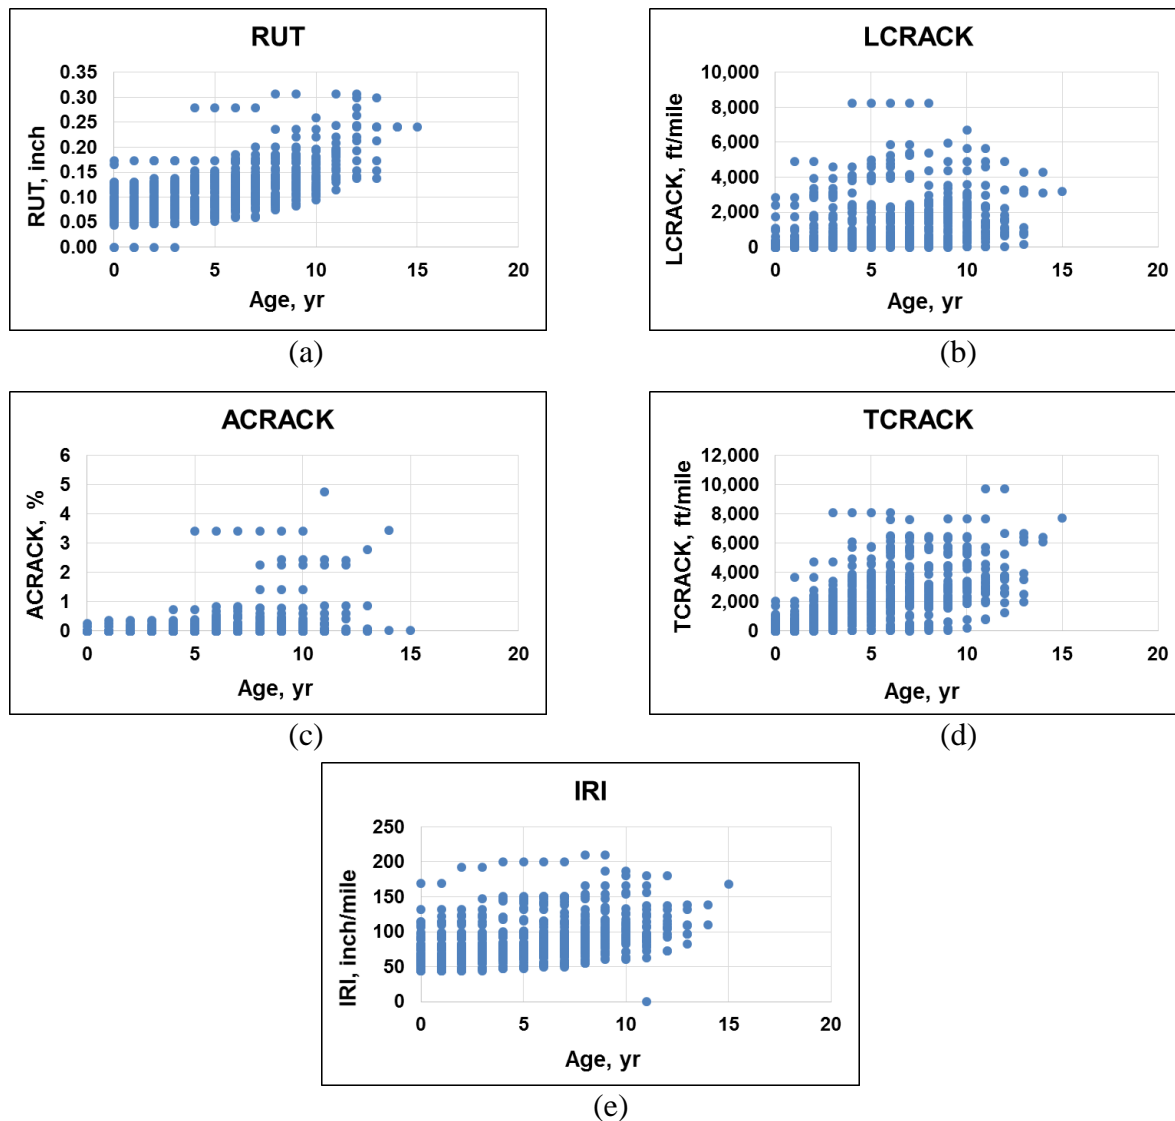 RUT
0.35
0.30
0.25
0.20
0.15
0.10
0.05
0.00
RUT, inch
0 5 10 15 20
Age, yr
(a)
LCRACK
10,000
8,000
6,000
4,000
2,000
0
LCRACK, ft/mile
0 5 10 15 20
Age, yr
(b)
ACRACK
6
5
4
3
2
1
0
ACRACK, %
0 5 10 15 20
Age, yr
(c)
TCRACK
12,000
10,000
8,000
6,000
4,000
2,000
0
TCRACK, ft/mile
0 5 10 15 20
Age, yr
(d)
IRI
250
200
150
100
50
0
IRI, inch/mile
0 5 10 15 20
Age, yr
(e)